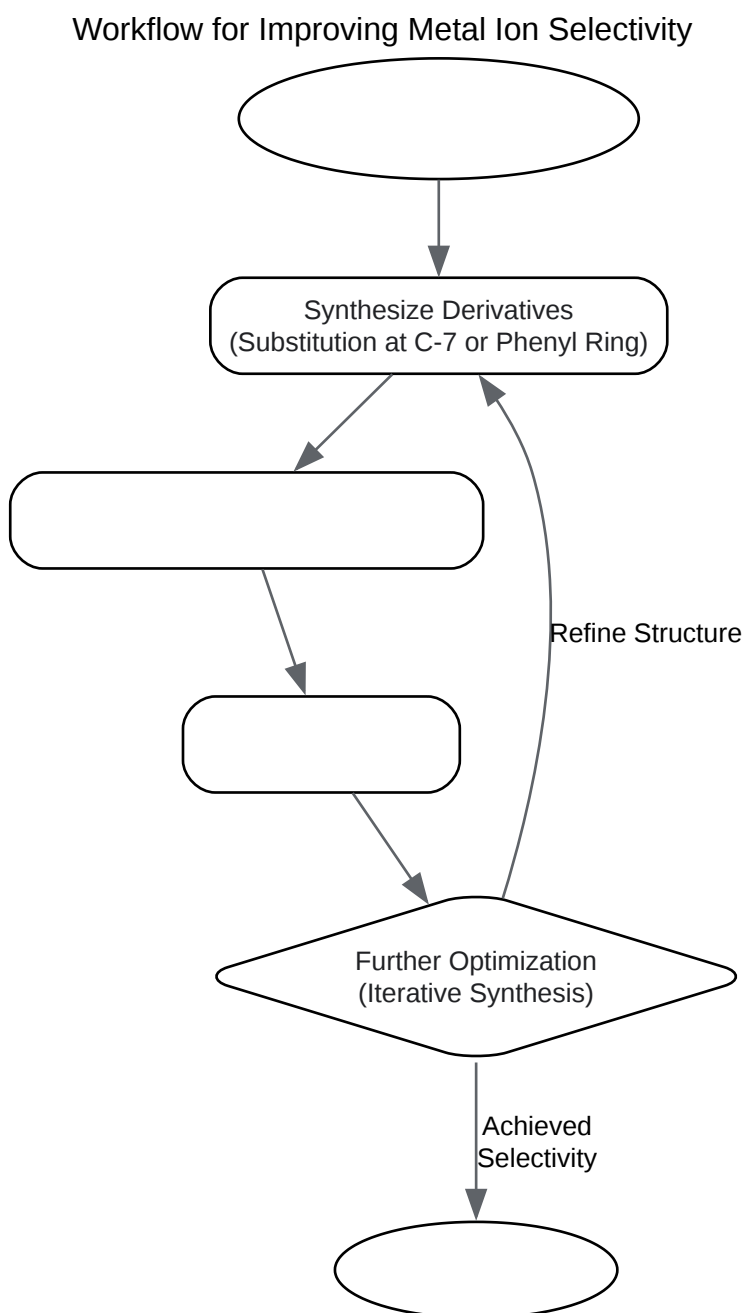 Workflow for Improving Metal Ion Selectivity
Synthesize Derivatives
(Substitution at C-7 or Phenyl Ring)
Refine Structure
Further Optimization
(Iterative Synthesis)
Achieved
Selectivity